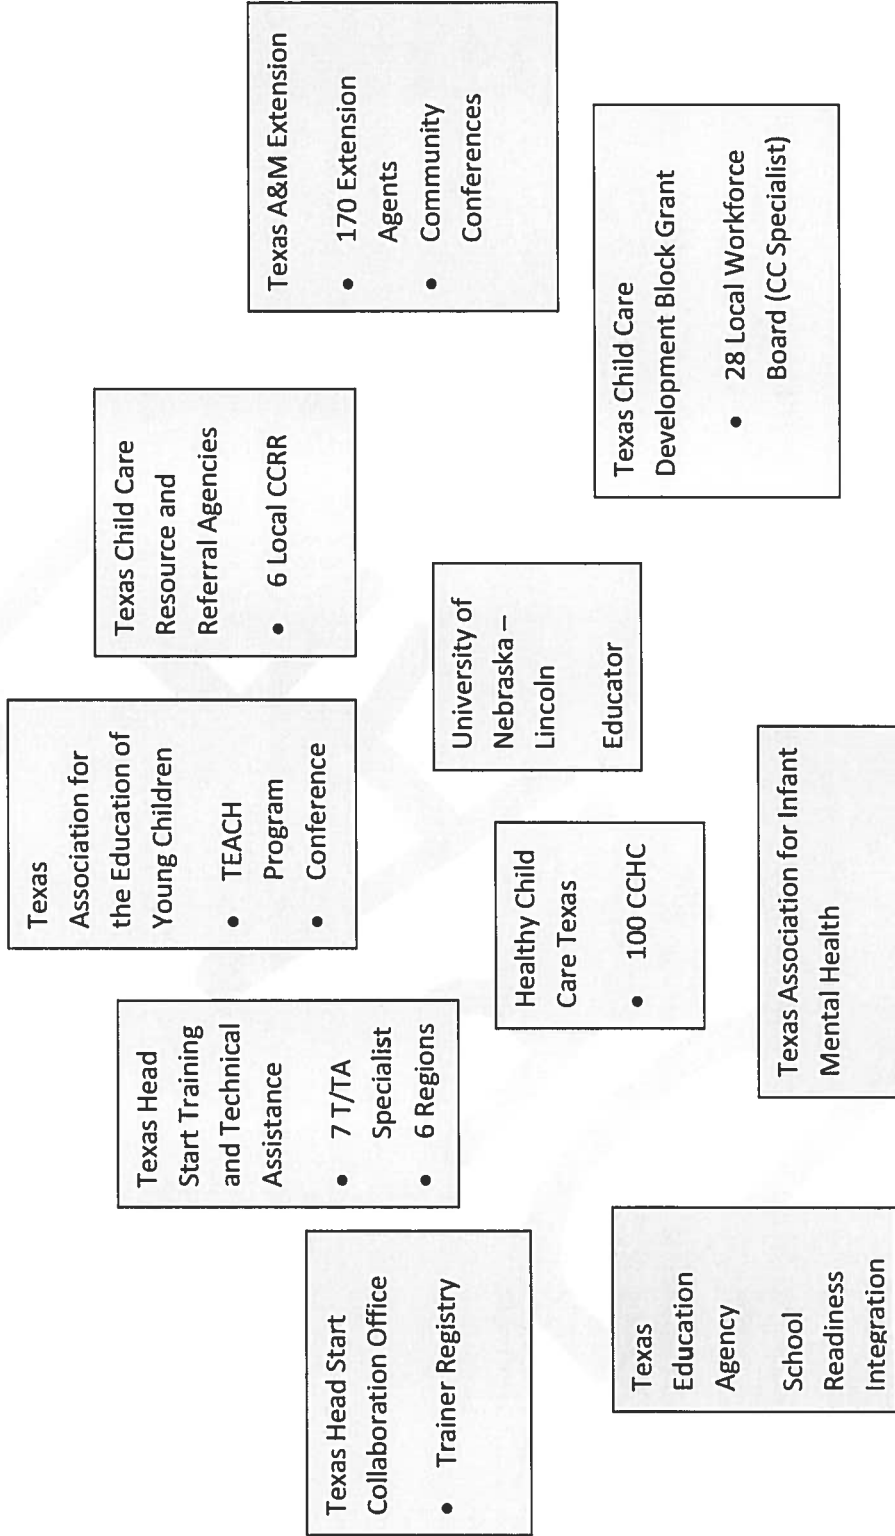 Texas
Association for
the Education of
Young Children
• TEACH
Program
• Conference
Texas Head
Start Training
and Technical
Assistance
• 7 T/TA
Specialist
• 6 Regions
Texas Child Care
Resource and
Referral Agencies
• 6 Local CCRR
Texas A&M Extension
• 170 Extension
Agents
• Community
Conferences
Texas Head Start
Collaboration Office
• Trainer Registry
Healthy Child
Care Texas
• 100 CCHC
University of
Nebraska –
Lincoln
Educator
Texas Child Care
Development Block Grant
• 28 Local Workforce
Board (CC Specialist)
Texas
Education
Agency
School
Readiness
Integration
Texas Association for Infant
Mental Health